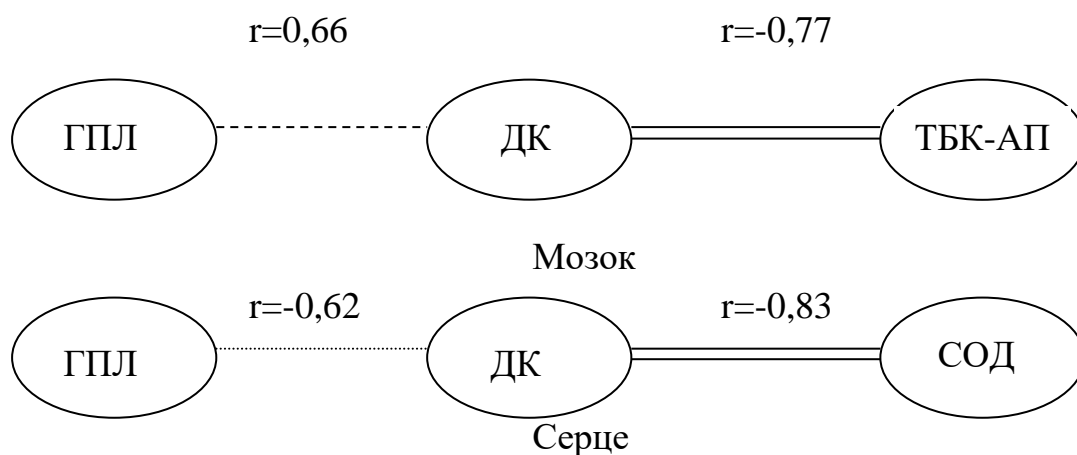 r=0,66 r=-0,77
ГПЛ ДК ТБК-АП
Мозок
r=-0,62 r=-0,83
ГПЛ ДК СОД
Серце